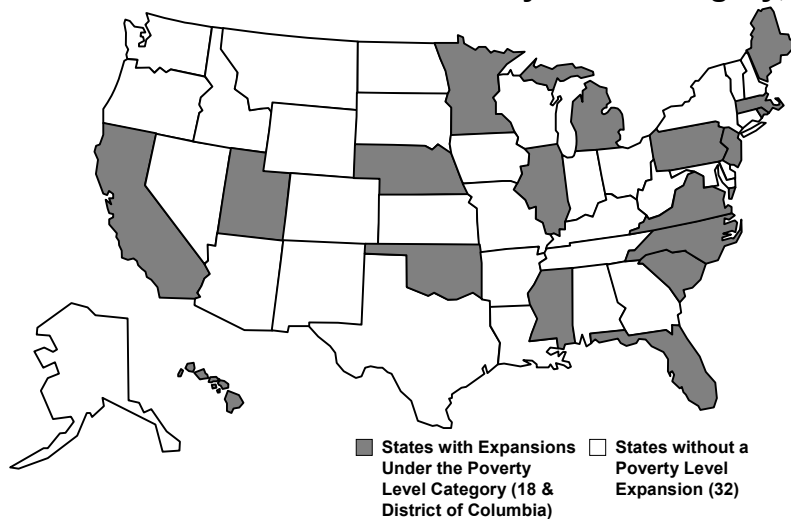 States with Expansions
Under the Poverty
Level Category (18 &
District of Columbia)
States without a
Poverty Level
Expansion (32)